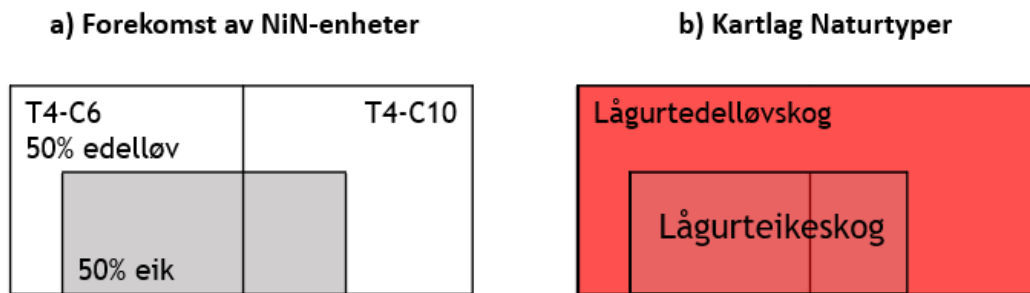 a) Forekomst av NiN-enheter
b) Kartlag Naturtyper
T4-C6
T4-C10
50% edelløv
50% eik
Lågurtedelløvskog
Lågurteikeskog